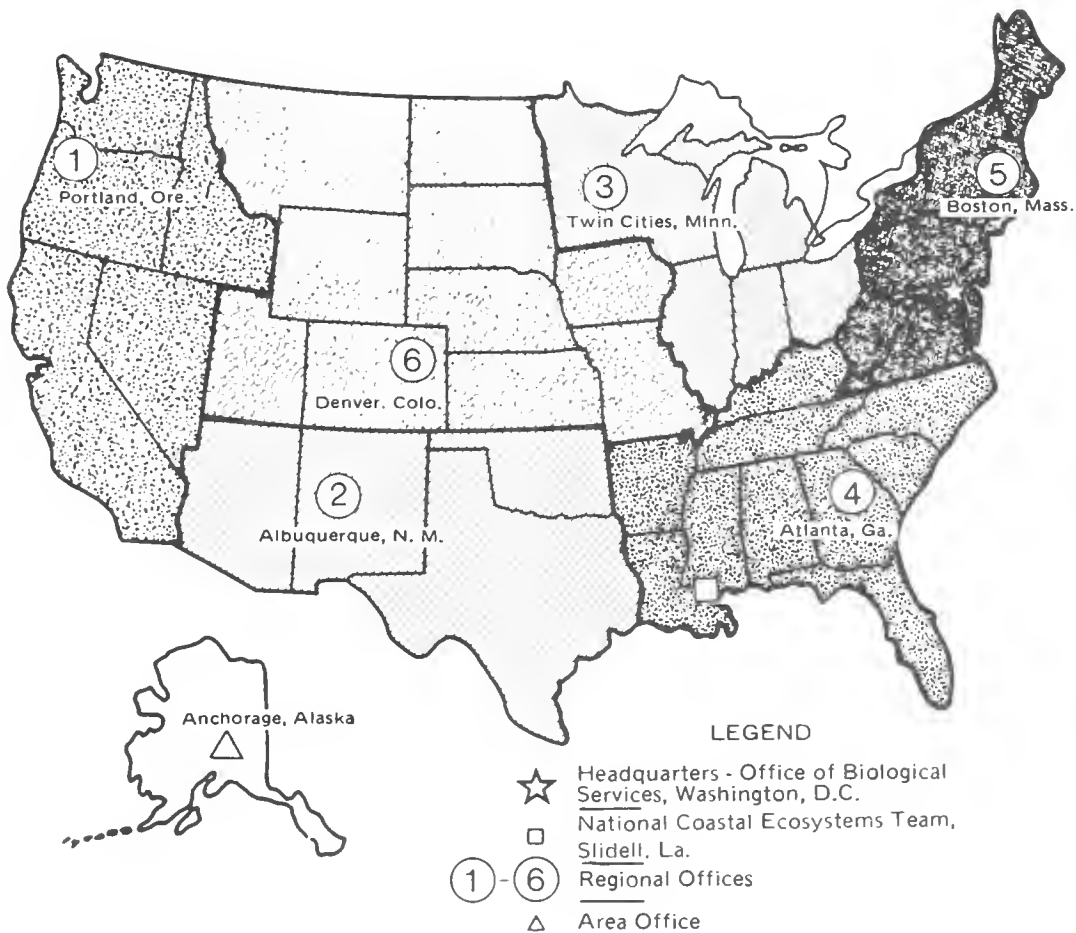 1
Portland, Ore.
3
Twin Cities, Minn.
5
Boston, Mass.
6
Denver. Colo.
2
Albuquerque, N. M.
4
Atlanta, Ga.
Anchorage, Alaska
LEGEND
Headquarters - Office of Biological
Services, Washington, D.C.
National Coastal Ecosystems Team,
Slidell, La.
1 - 6 Regional Offices
Area Office